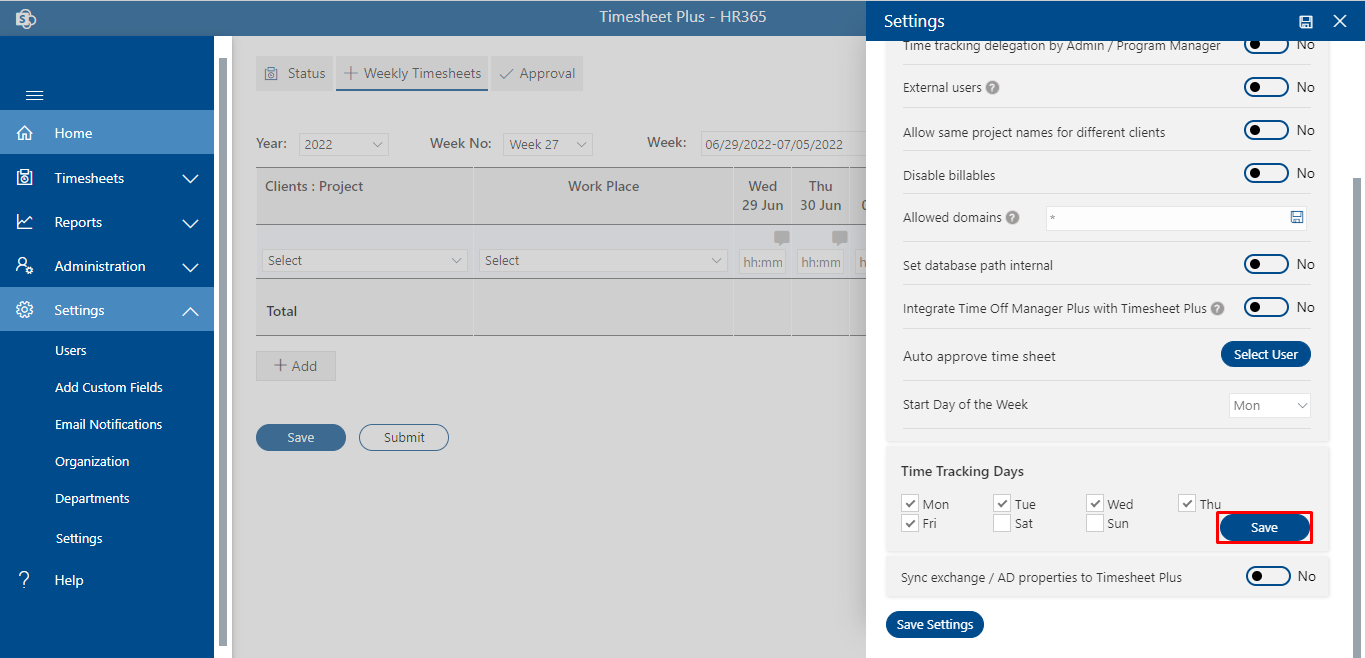 Timesheet Plus - HR365
Settings
Home
Timesheets
Reports
Administration
Settings
Users
Add Custom Fields
Email Notifications
Organization
Departments
Settings
? Help
Status
Weekly Timesheets
Approval
Year: 2022 Week No: Week 27 Week: 06/29/2022-07/05/2022
Clients : Project Work Place Wed Thu
29 Jun 30 Jun
Select Select hh:mm hh:mm
Total
+ Add
Save Submit
Time tracking delegation by Admin / Program Manager No
External users ? No
Allow same project names for different clients No
Disable billables No
Allowed domains ? *
Set database path internal No
Integrate Time Off Manager Plus with Timesheet Plus ? No
Auto approve time sheet Select User
Start Day of the Week Mon
Time Tracking Days
Mon Tue Wed Thu
Fri Sat Sun
Save
Sync exchange / AD properties to Timesheet Plus No
Save Settings